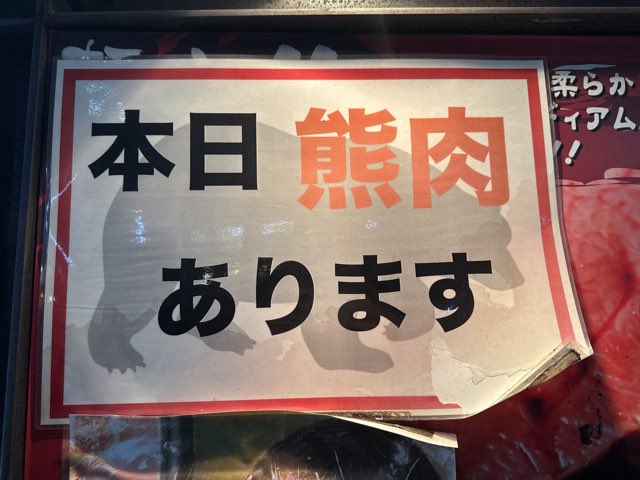 本日 熊肉
あります
柔らか
ディアム
!